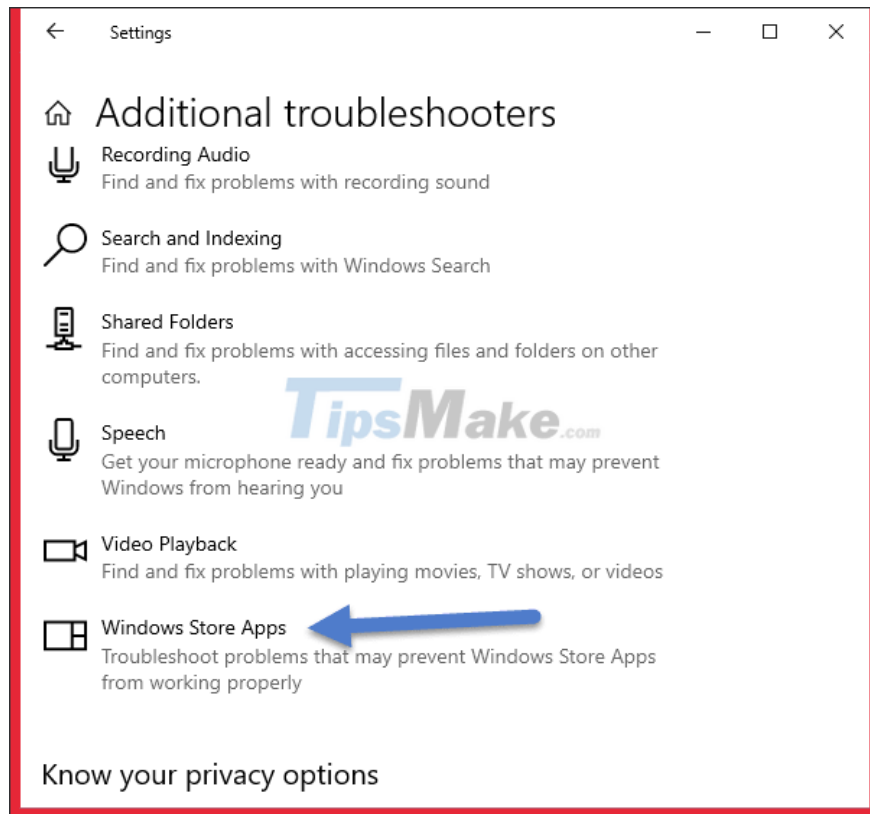 Settings
Additional troubleshooters
Recording Audio
Find and fix problems with recording sound
Search and Indexing
Find and fix problems with Windows Search
Shared Folders
Find and fix problems with accessing files and folders on other
computers.
TipsMake.com
Speech
Get your microphone ready and fix problems that may prevent
Windows from hearing you
Video Playback
Find and fix problems with playing movies, TV shows, or videos
Windows Store Apps
Troubleshoot problems that may prevent Windows Store Apps
from working properly
Know your privacy options